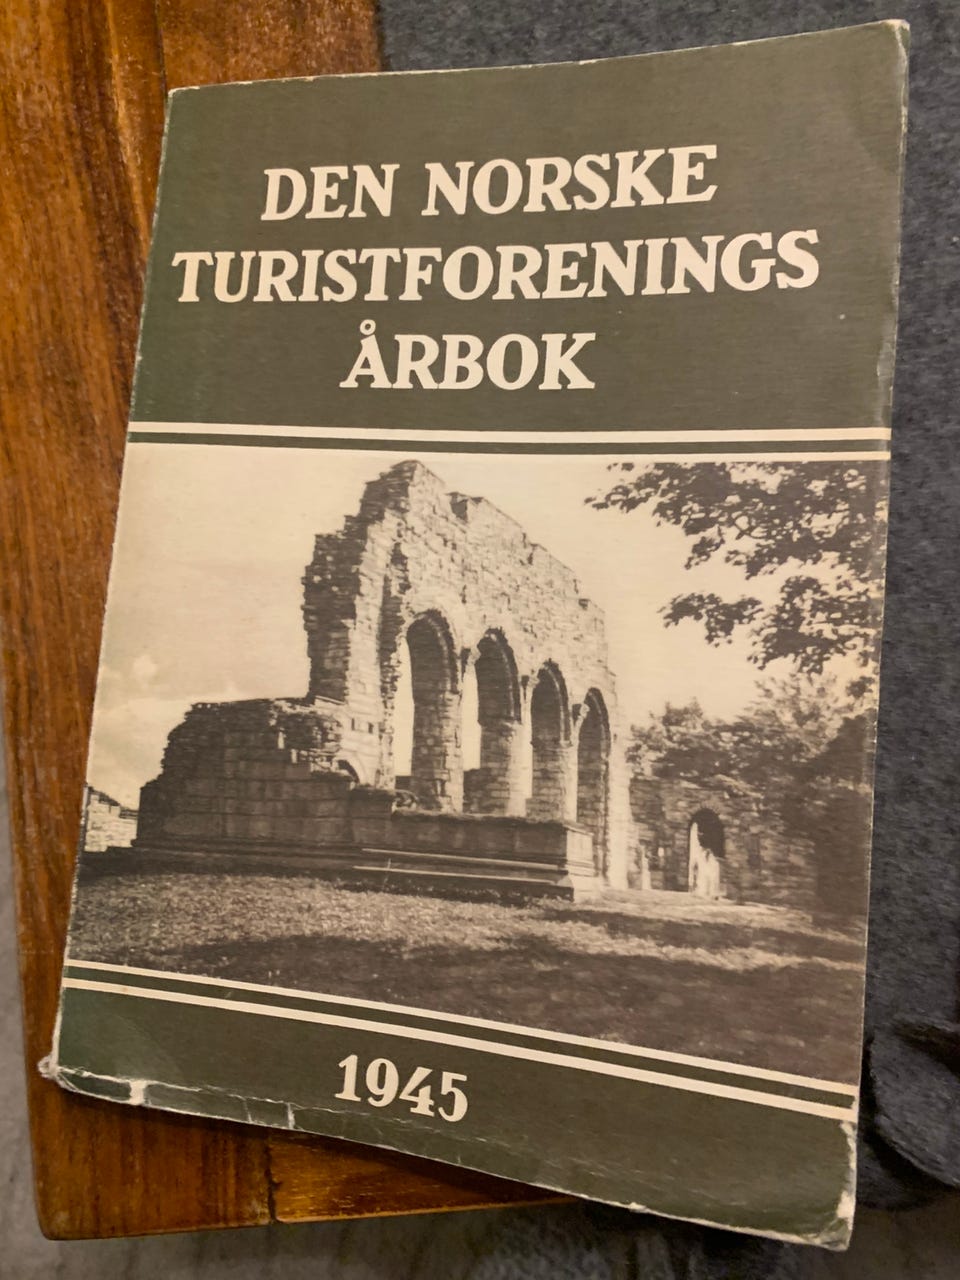 DEN NORSKE
TURISTFORENINGS
ÅRBOK
1945